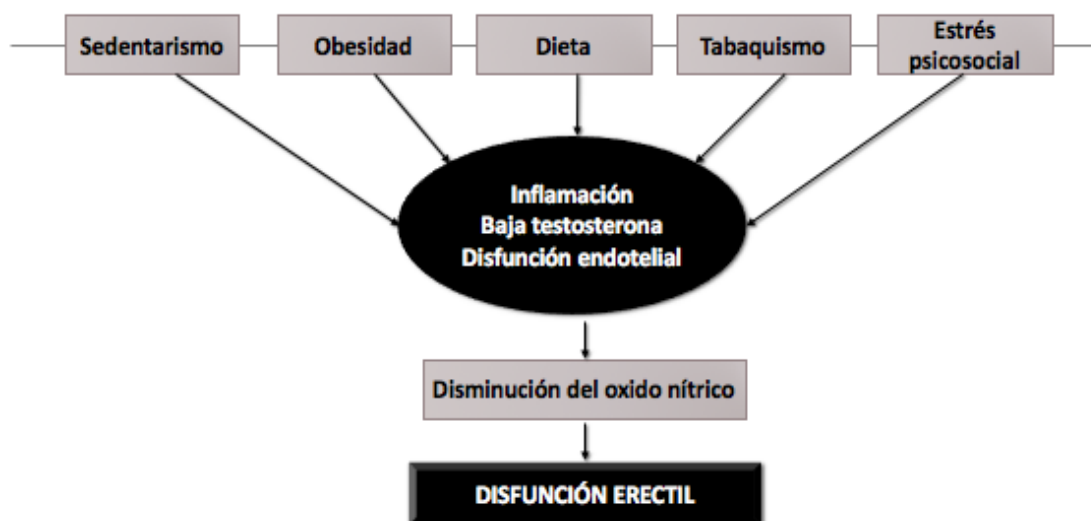 Sedentarismo
Obesidad
Dieta
Tabaquismo
Estrés
psicosocial
Inflamación
Baja testosterona
Disfunción endotelial
Disminución del oxido nítrico
DISFUNCIÓN ERECTIL